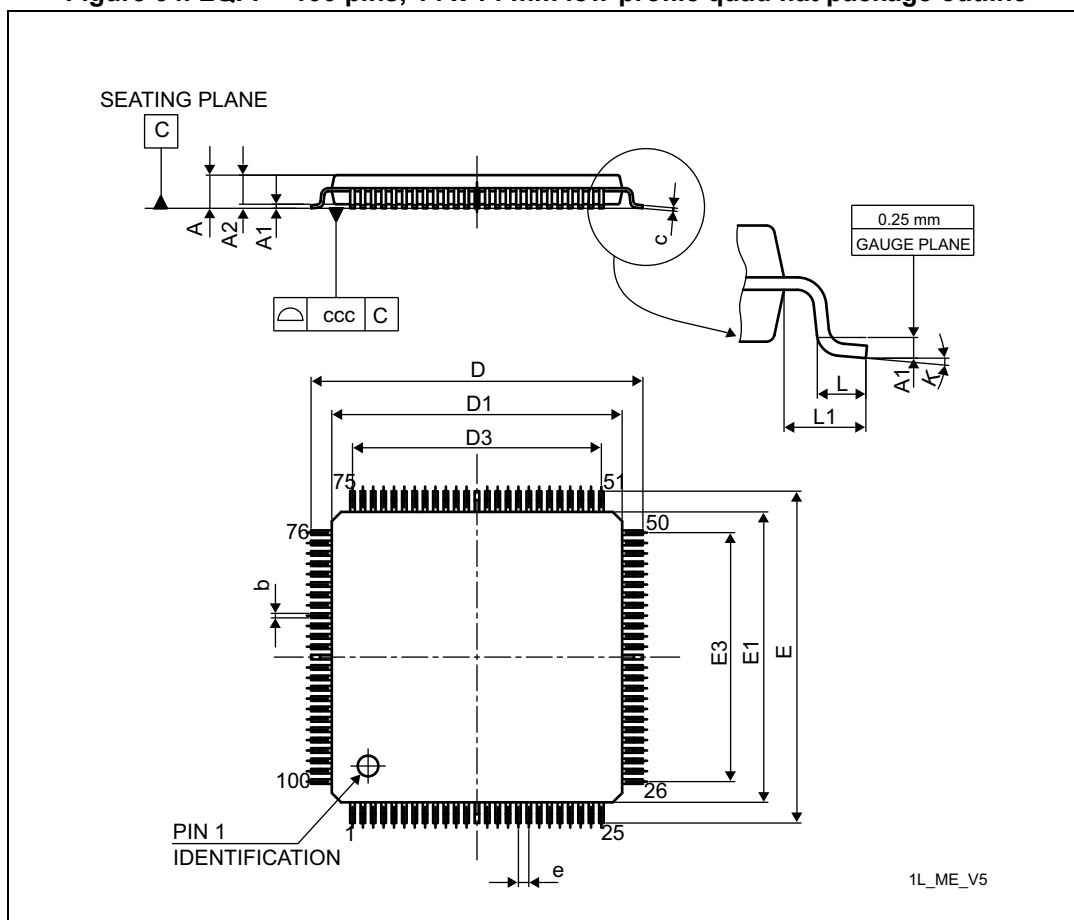 SEATING PLANE
C
A
A2
A1
c
0.25 mm
GAUGE PLANE
ccc
C
A1
K
L
L1
D
D1
D3
75
51
76
50
b
E3
E1
E
100
26
PIN 1
IDENTIFICATION
1
25
e
1L_ME_V5